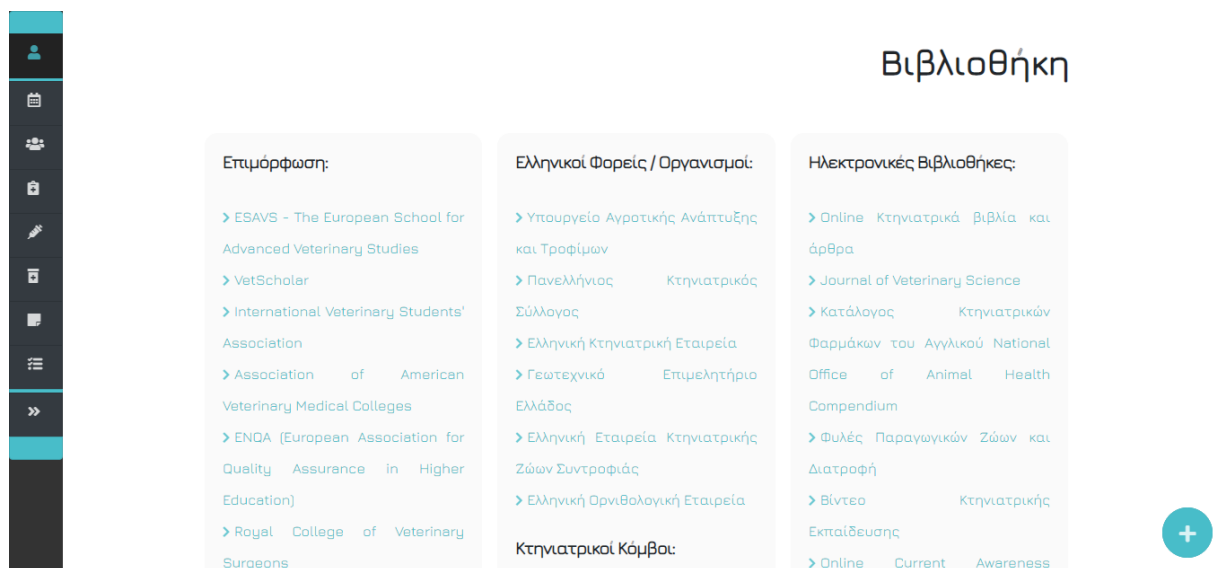 Βιβλιοθήκη
Επιμόρφωση:
> ESAVS - The European School for
Advanced Veterinary Studies
> VetScholar
> International Veterinary Students'
Association
> Association of American
Veterinary Medical Colleges
> ENQA (European Association for
Quality Assurance in Higher
Education)
> Royal College of Veterinary
Surgeons
Ελληνικοί Φορείς / Οργανισμοί:
> Υπουργείο Αγροτικής Ανάπτυξης
και Τροφίμων
> Πανελλήνιος Κτηνιατρικός
Σύλλογος
> Ελληνική Κτηνιατρική Εταιρεία
> Γεωτεχνικό Επιμελητήριο
Ελλάδος
> Ελληνική Εταιρεία Κτηνιατρικής
Ζώων Συντροφιάς
> Ελληνική Ορνιθολογική Εταιρεία
Κτηνιατρικοί Κόμβοι:
Ηλεκτρονικές Βιβλιοθήκες:
> Online Κτηνιατρικά βιβλία και
άρθρα
> Journal of Veterinary Science
> Κατάλογος Κτηνιατρικών
Φαρμάκων του Αγγλικού National
Office of Animal Health
Compendium
> Φυλές Παραγωγικών Ζώων και
Διατροφή
> Βίντεο Κτηνιατρικής
Εκπαίδευσης
> Online Current Awareness